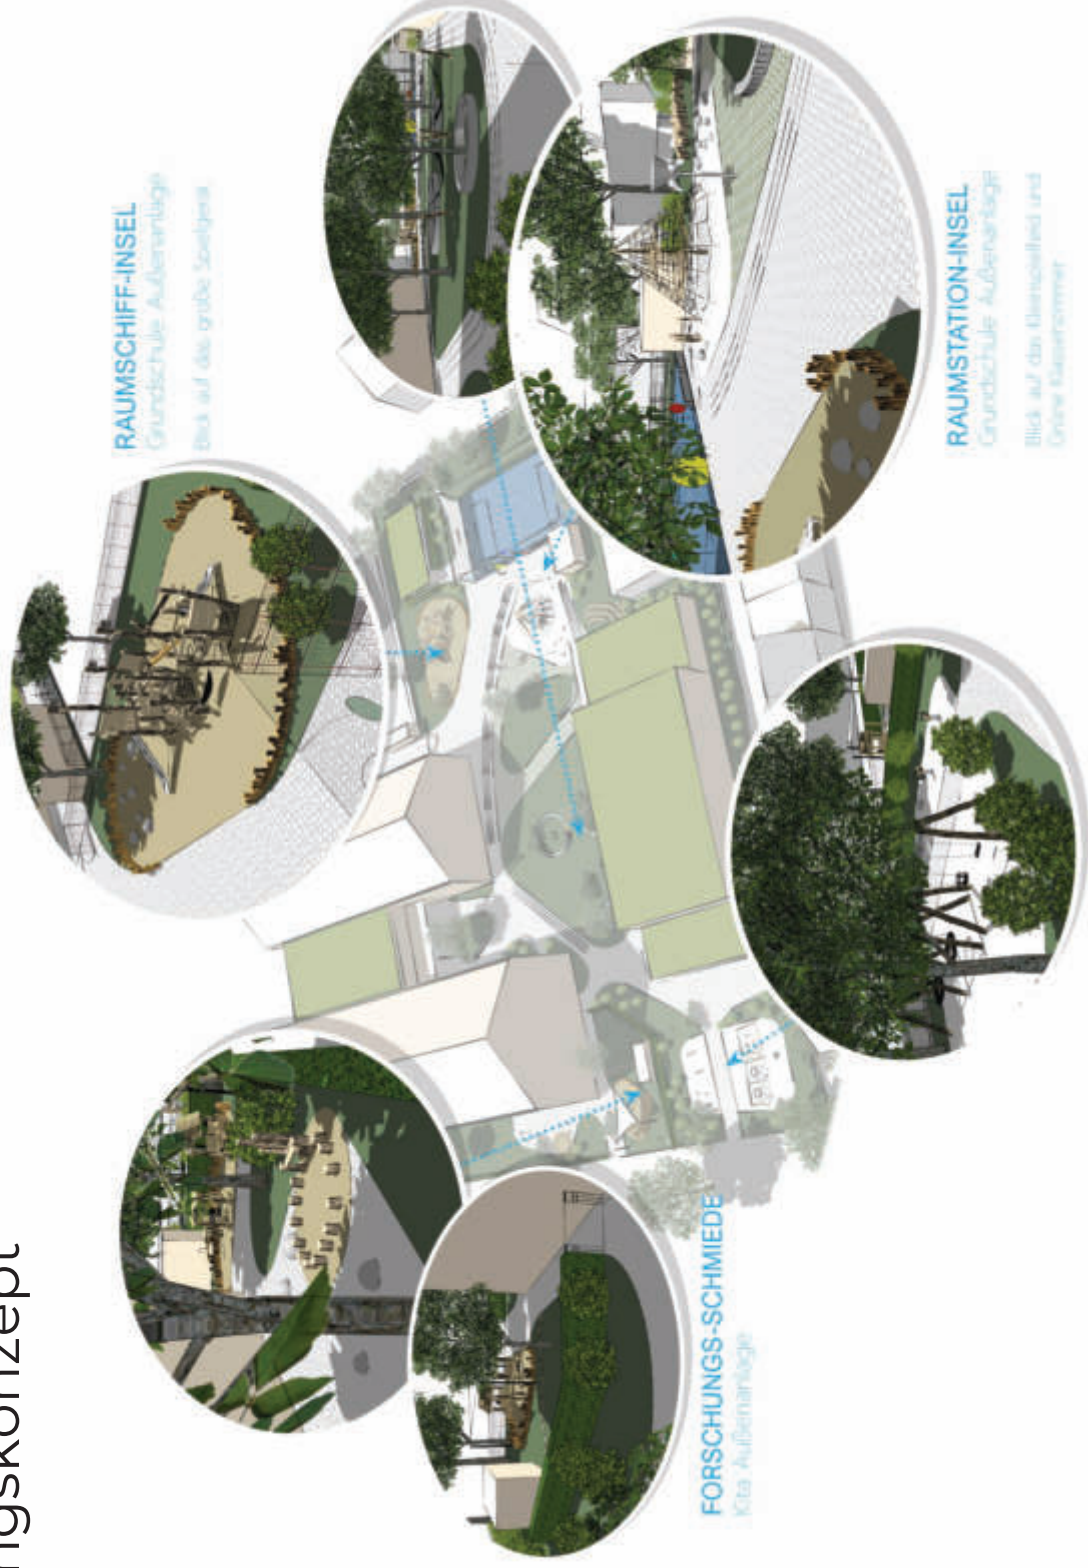 ngskonzept
RAUMSCHIFF-INSEL
Grundschule Außenanlage
Blick auf das große Spielgerät
RAUMSTATION-INSEL
Grundschule Außenanlage
Blick auf das Kleinspielfeld und
Grüne Klassenzimmer
FORSCHUNGS-SCHMIEDE
Kita Außenanlage